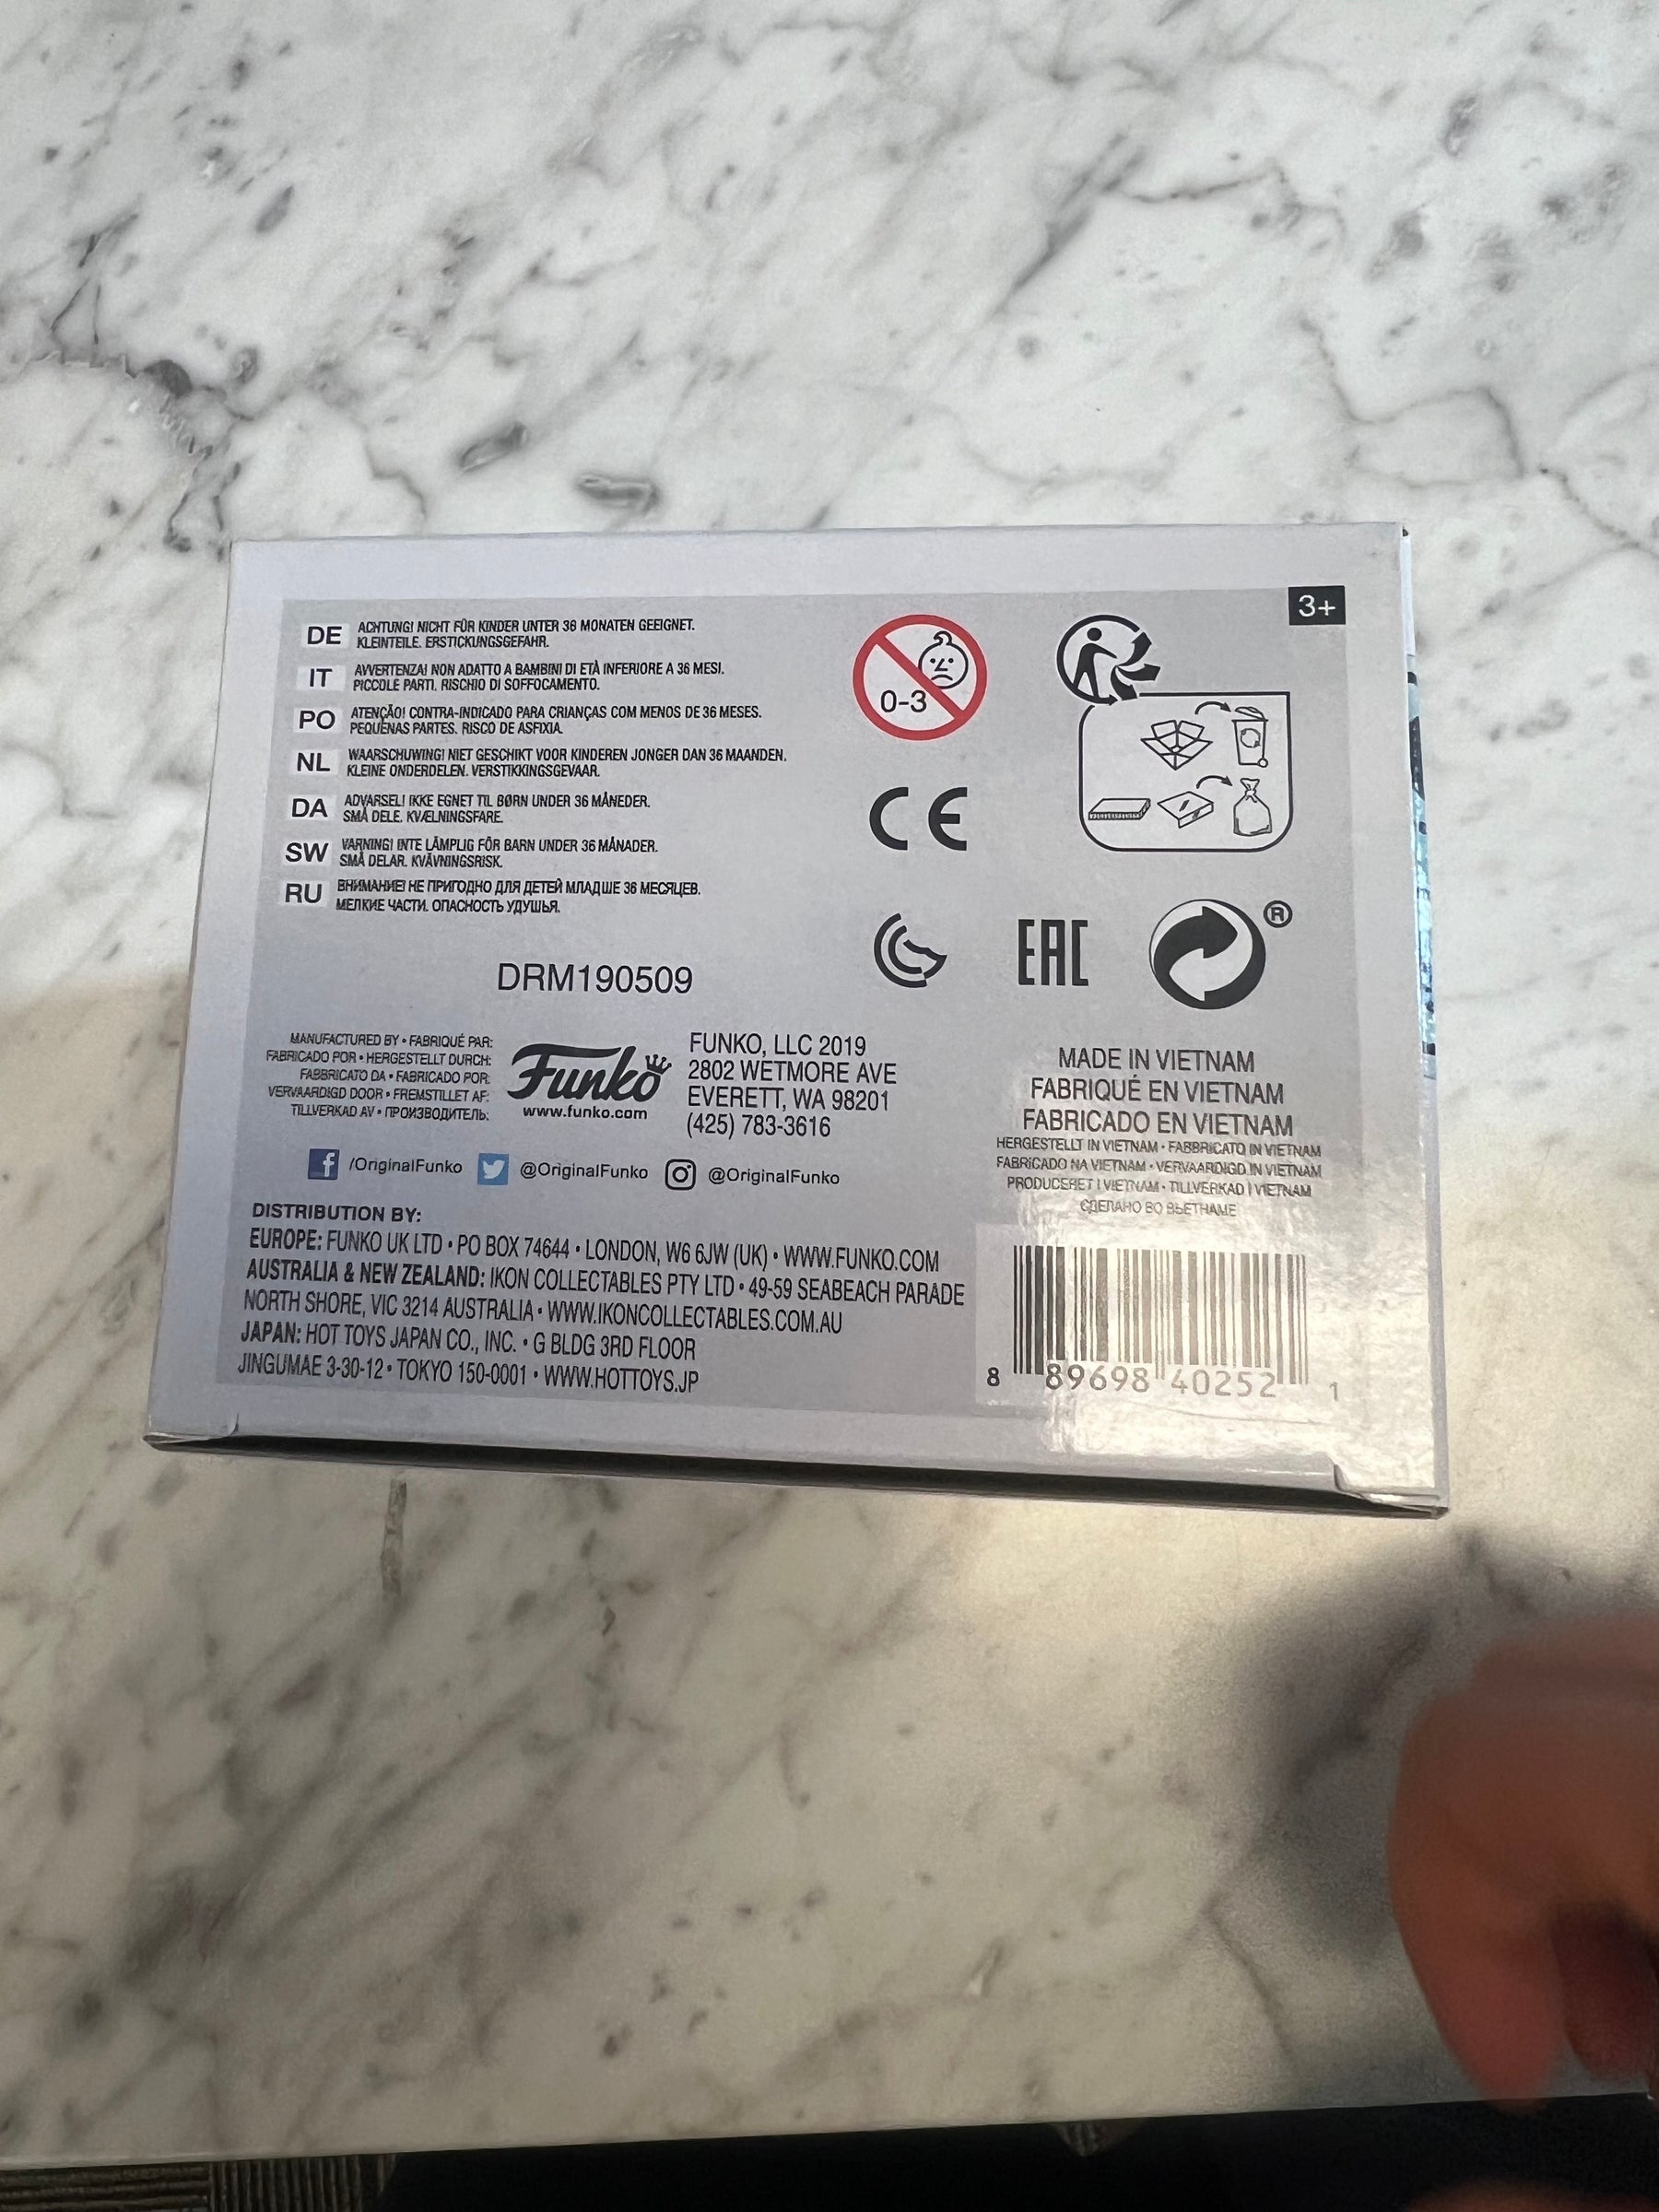 3+
DE ACHTUNG! NICHT FÜR KINDER UNTER 36 MONATEN GEEIGNET.
KLEINTEILE. ERSTICKUNGSGEFAHR.
IT AVVERTENZA! NON ADATTO A BAMBINI DI ETÀ INFERIORE A 36 MESI.
PICCOLE PARTI. RISCHIO DI SOFFOCAMENTO.
PO ATENÇÃO! CONTRA-INDICADO PARA CRIANÇAS COM MENOS DE 36 MESES.
PEQUENAS PARTES. RISCO DE ASFIXIA.
NL WAARSCHUWING! NIET GESCHIKT VOOR KINDEREN JONGER DAN 36 MAANDEN.
KLEINE ONDERDELEN. VERSTIKKINGSGEVAAR.
DA ADVARSEL! IKKE EGNET TIL BØRN UNDER 36 MÅNEDER.
SMÅ DELE. KVÆLNINGSFARE.
SW VARNING! INTE LÄMPLIG FÖR BARN UNDER 36 MÅNADER.
SMÅ DELAR. KVÄVNINGSRISK.
RU ВНИМАНИЕ! НЕ ПРИГОДНО ДЛЯ ДЕТЕЙ МЛАДШЕ 36 МЕСЯЦЕВ.
МЕЛКИЕ ЧАСТИ. ОПАСНОСТЬ УДУШЬЯ.
0-3
CE
EAC
®
DRM190509
MANUFACTURED BY • FABRIQUÉ PAR:
FABRICADO POR • HERGESTELLT DURCH:
FABBRICATO DA • FABRICADO POR:
VERVAARDIGD DOOR • FREMSTILLET AF:
TILLVERKAD AV • ПРОИЗВОДИТЕЛЬ:
Funko
www.funko.com
FUNKO, LLC 2019
2802 WETMORE AVE
EVERETT, WA 98201
(425) 783-3616
/OriginalFunko @OriginalFunko @OriginalFunko
MADE IN VIETNAM
FABRIQUÉ EN VIETNAM
FABRICADO EN VIETNAM
HERGESTELLT IN VIETNAM • FABBRICATO IN VIETNAM
FABRICADO NA VIETNAM • VERVAARDIGD IN VIETNAM
PRODUCERET I VIETNAM • TILLVERKAD I VIETNAM
СДЕЛАНО ВО ВЬЕТНАМЕ
DISTRIBUTION BY:
EUROPE: FUNKO UK LTD • PO BOX 74644 • LONDON, W6 6JW (UK) • WWW.FUNKO.COM
AUSTRALIA & NEW ZEALAND: IKON COLLECTABLES PTY LTD • 49-59 SEABEACH PARADE
NORTH SHORE, VIC 3214 AUSTRALIA • WWW.IKONCOLLECTABLES.COM.AU
JAPAN: HOT TOYS JAPAN CO., INC. • G BLDG 3RD FLOOR
JINGUMAE 3-30-12 • TOKYO 150-0001 • WWW.HOTTOYS.JP
8 89698 40252 1